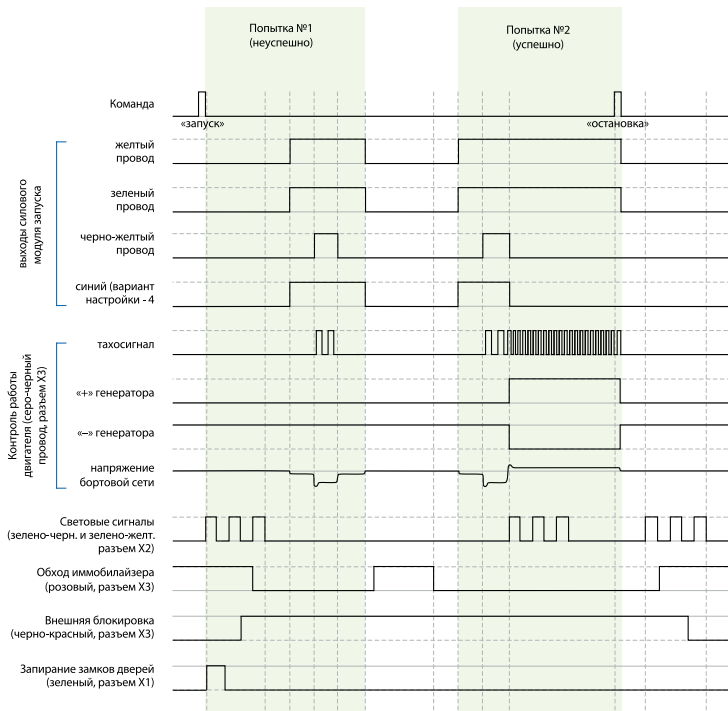 Попытка №1
(неуспешно)
Попытка №2
(успешно)
Команда
«запуск»
«остановка»
выходы силового
модуля запуска
желтый
провод
зеленый
провод
черно-желтый
провод
синий (вариант
настройки - 4
Контроль работы
двигателя (серо-черный
провод, разъем X3)
тахосигнал
«+» генератора
«–» генератора
напряжение
бортовой сети
Световые сигналы
(зелено-черн. и зелено-желт.
разъем X2)
Обход иммобилайзера
(розовый, разъем X3)
Внешняя блокировка
(черно-красный, разъем X3)
Запирание замков дверей
(зеленый, разъем X1)